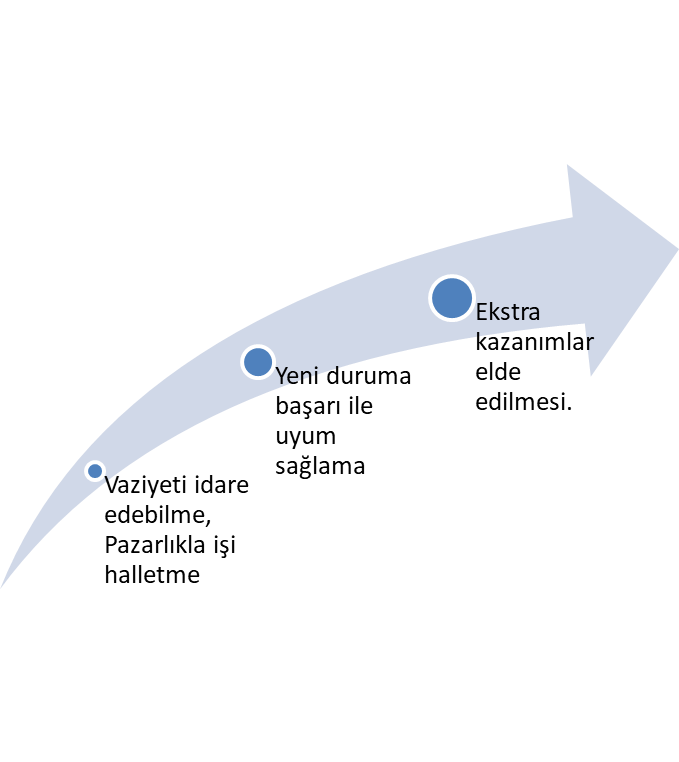 Vaziyeti idare
edebilme,
Pazarlıkla işi
halletme
Yeni duruma
başarı ile
uyum
sağlama
Ekstra
kazanımlar
elde
edilmesi.